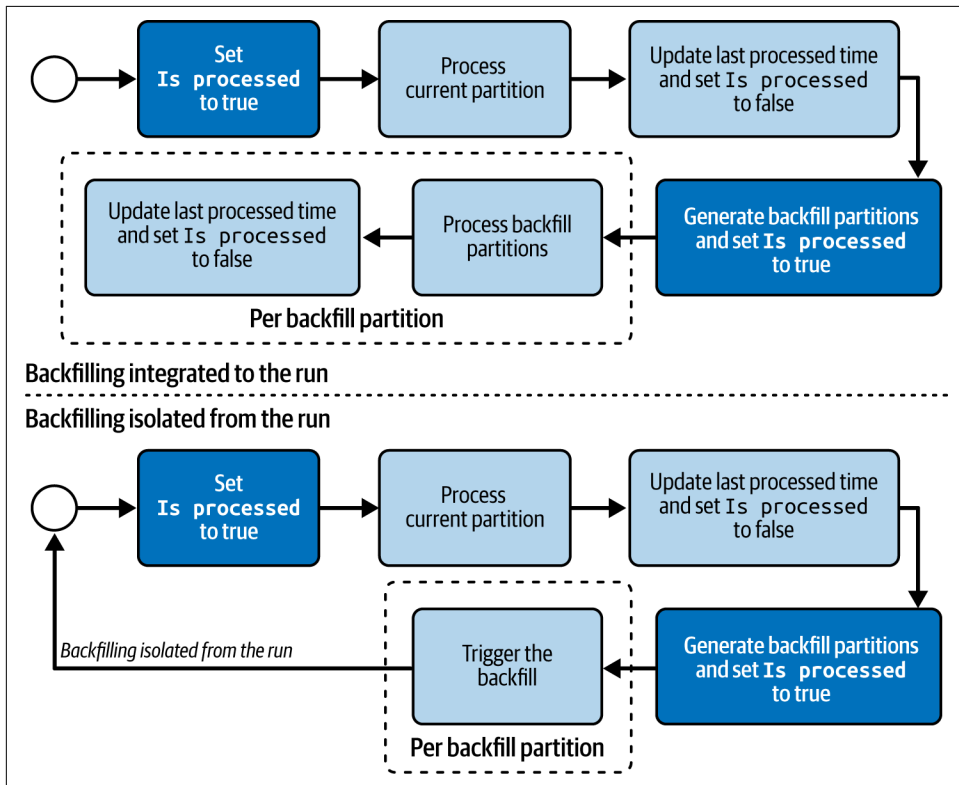 Set
Is processed
to true
Process
current partition
Update last processed time
and set Is processed
to false
Generate backfill partitions
and set Is processed
to true
Process backfill
partitions
Update last processed time
and set Is processed
to false
Per backfill partition
Backfilling integrated to the run
Backfilling isolated from the run
Set
Is processed
to true
Process
current partition
Update last processed time
and set Is processed
to false
Generate backfill partitions
and set Is processed
to true
Trigger the
backfill
Per backfill partition
Backfilling isolated from the run